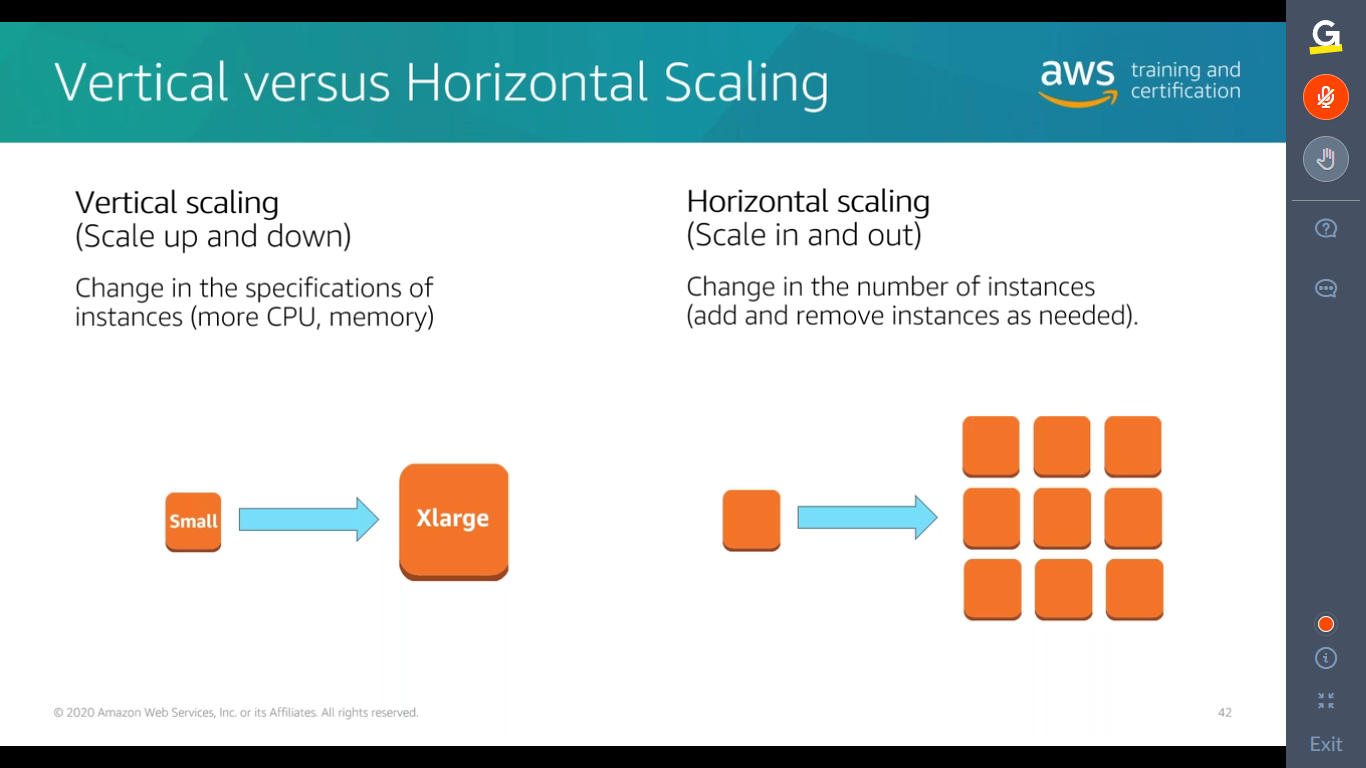 Vertical versus Horizontal Scaling
aws training and
certification
Vertical scaling
(Scale up and down)
Change in the specifications of
instances (more CPU, memory)
Horizontal scaling
(Scale in and out)
Change in the number of instances
(add and remove instances as needed).
Small
Xlarge
© 2020 Amazon Web Services, Inc. or its Affiliates. All rights reserved.
42
G
Exit